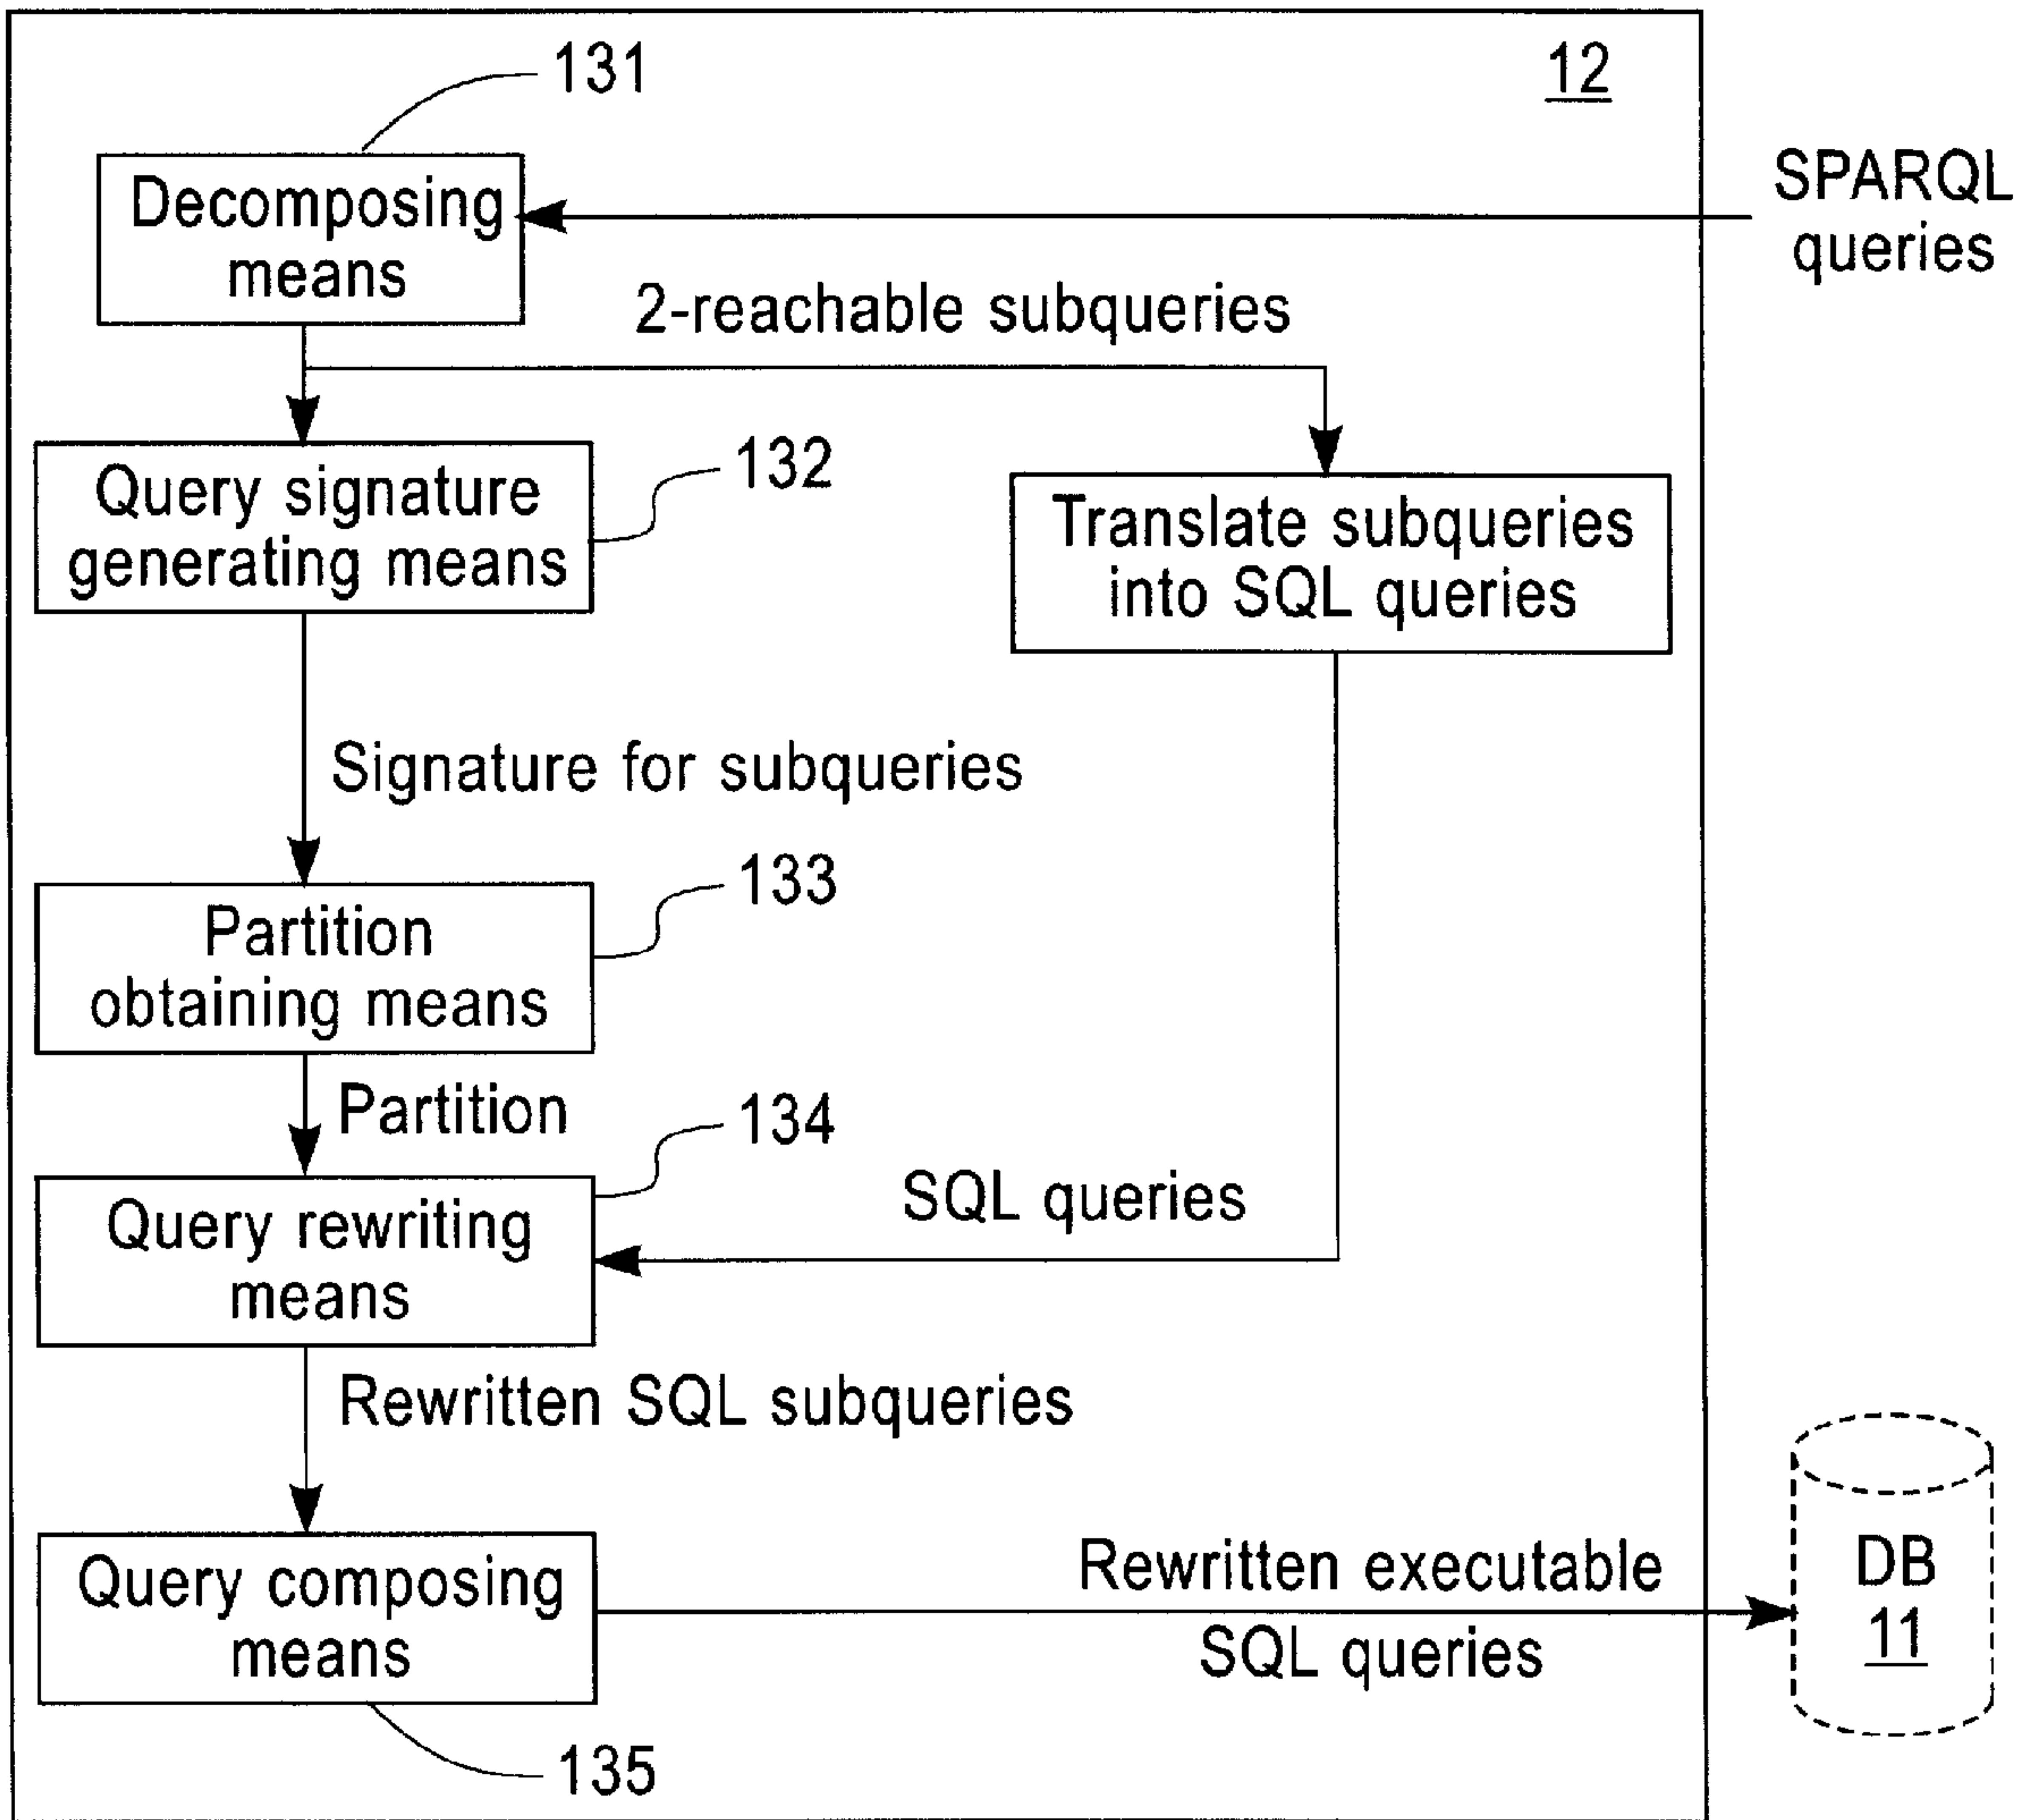 131
12
Decomposing
means
SPARQL
queries
2-reachable subqueries
Query signature
generating means
132
Translate subqueries
into SQL queries
Signature for subqueries
Partition
obtaining means
133
Partition
134
Query rewriting
means
SQL queries
Rewritten SQL subqueries
Query composing
means
Rewritten executable
SQL queries
DB
11
135